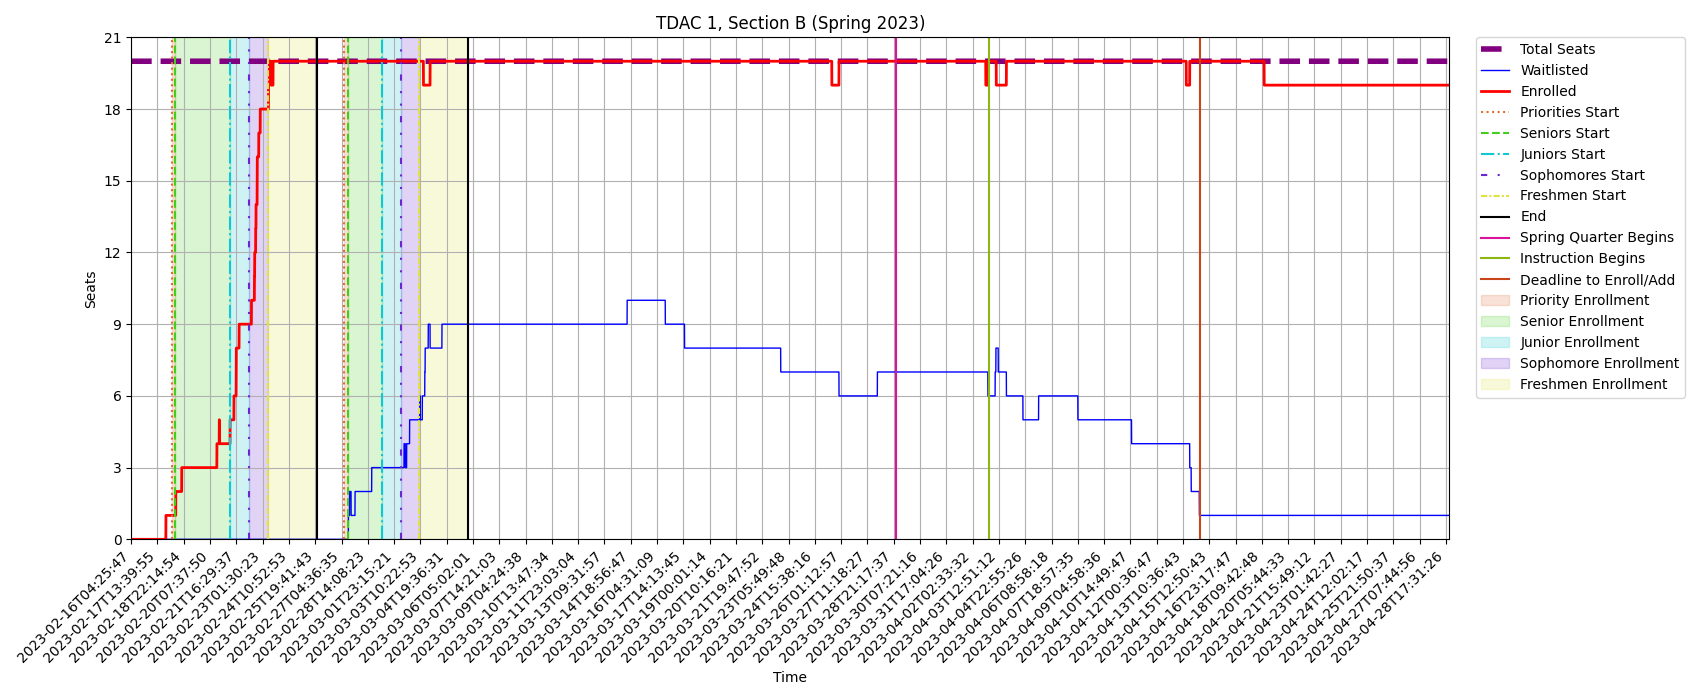 TDAC 1, Section B (Spring 2023)
21
18
15
12
9
6
3
0
Seats
Total Seats
Waitlisted
Enrolled
Priorities Start
Seniors Start
Juniors Start
Sophomores Start
Freshmen Start
End
Spring Quarter Begins
Instruction Begins
Deadline to Enroll/Add
Priority Enrollment
Senior Enrollment
Junior Enrollment
Sophomore Enrollment
Freshmen Enrollment
2023-02-16T04:25:47
2023-02-17T13:39:55
2023-02-18T22:14:54
2023-02-20T07:37:50
2023-02-21T16:29:37
2023-02-23T01:30:23
2023-02-24T10:52:53
2023-02-25T19:41:43
2023-02-27T04:36:35
2023-02-28T14:08:23
2023-03-01T23:15:21
2023-03-03T10:22:53
2023-03-04T19:36:31
2023-03-06T05:02:01
2023-03-07T14:21:03
2023-03-09T04:24:38
2023-03-10T13:47:34
2023-03-11T23:03:04
2023-03-13T09:31:57
2023-03-14T18:56:47
2023-03-16T04:31:09
2023-03-17T14:13:45
2023-03-19T00:01:14
2023-03-20T10:16:21
2023-03-21T19:47:52
2023-03-23T05:49:48
2023-03-24T15:38:16
2023-03-26T01:12:57
2023-03-27T11:18:27
2023-03-28T21:17:37
2023-03-30T07:21:16
2023-03-31T17:04:26
2023-04-02T02:33:32
2023-04-03T12:51:12
2023-04-04T22:55:26
2023-04-06T08:58:18
2023-04-07T18:57:35
2023-04-09T04:58:36
2023-04-10T14:49:47
2023-04-12T00:36:47
2023-04-13T10:36:43
2023-04-15T12:50:43
2023-04-16T23:17:47
2023-04-18T09:42:48
2023-04-20T05:44:33
2023-04-21T15:49:12
2023-04-23T01:42:27
2023-04-24T12:02:17
2023-04-25T21:50:37
2023-04-27T07:44:56
2023-04-28T17:31:26
Time